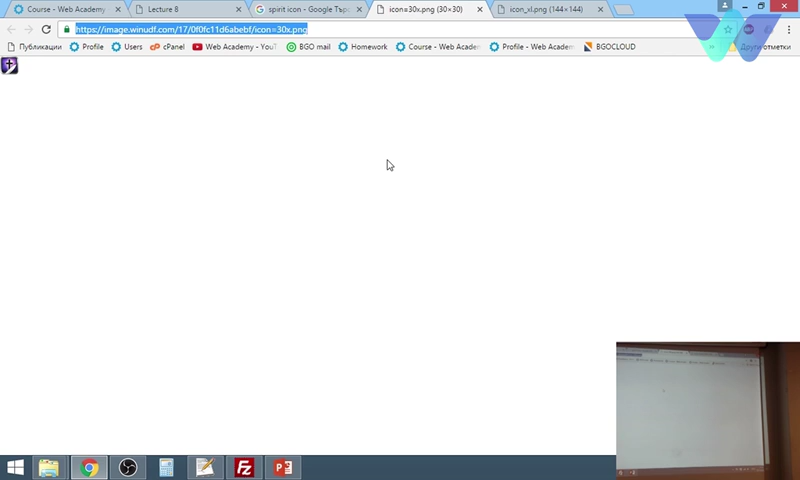 Course - Web Academy
Lecture 8
spirit icon - Google Търс
icon=30x.png (30×30)
icon_xl.png (144×144)
https://image.winudf.com/17/0f0fc11d6abebf/icon=30x.png
Публикации
Profile
Users
cPanel
Web Academy - YouT
BGO mail
Homework
Course - Web Academ
Profile - Web Acade
BGOCLOUD
Други отметки